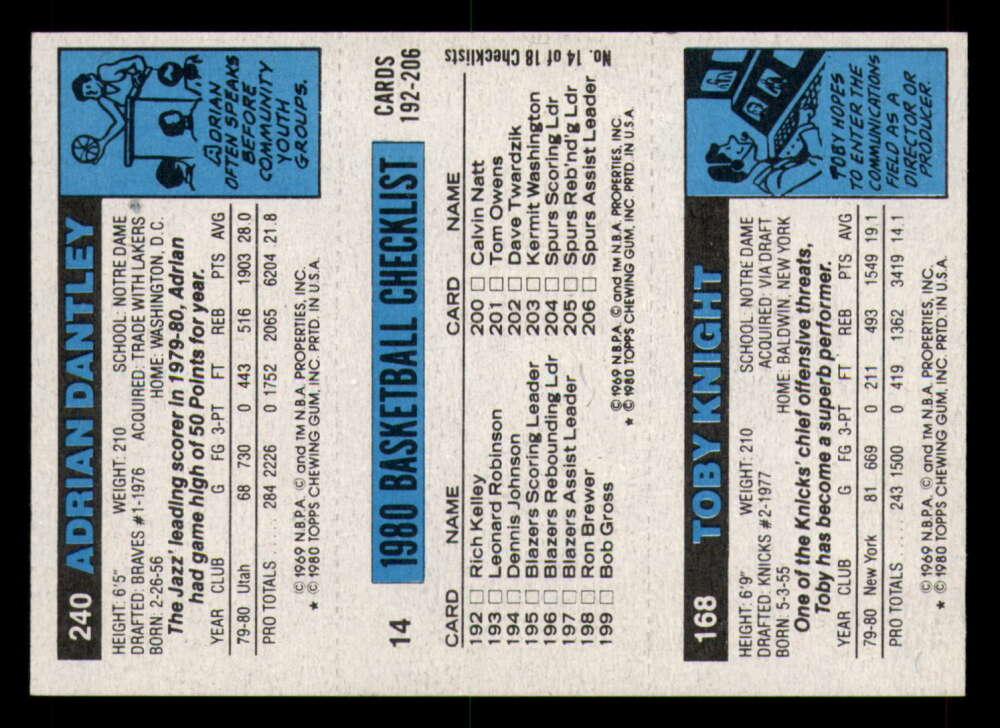 240 ADRIAN DANTLEY
HEIGHT: 6'5" WEIGHT: 210 SCHOOL: NOTRE DAME
DRAFTED: BRAVES #1-1976 ACQUIRED: TRADE WITH LAKERS
BORN: 2-26-56 HOME: WASHINGTON, D.C.
The Jazz' leading scorer in 1979-80, Adrian
had game high of 50 Points for year.
YEAR CLUB G FG 3-PT FT REB PTS AVG
79-80 Utah 68 730 0 443 516 1903 28.0
PRO TOTALS .... 284 2226 0 1752 2065 6204 21.8
© 1969 N.B.P.A. © and TM N.B.A. PROPERTIES, INC.
* © 1980 TOPPS CHEWING GUM, INC. PRTD. IN U.S.A.
ADRIAN
OFTEN SPEAKS
BEFORE
COMMUNITY
YOUTH
GROUPS.
14 1980 BASKETBALL CHECKLIST CARDS
192-206
CARD NAME
192 □ Rich Kelley
193 □ Leonard Robinson
194 □ Dennis Johnson
195 □ Blazers Scoring Leader
196 □ Blazers Rebounding Ldr
197 □ Blazers Assist Leader
198 □ Ron Brewer
199 □ Bob Gross
CARD NAME
200 □ Calvin Natt
201 □ Tom Owens
202 □ Dave Twardzik
203 □ Kermit Washington
204 □ Spurs Scoring Ldr
205 □ Spurs Reb'nd'g Ldr
206 □ Spurs Assist Leader
© 1969 N.B.P.A. © and TM N.B.A. PROPERTIES, INC.
* © 1980 TOPPS CHEWING GUM, INC. PRTD. IN U.S.A.
No. 14 of 18 Checklists
168 TOBY KNIGHT
HEIGHT: 6'9" WEIGHT: 210 SCHOOL: NOTRE DAME
DRAFTED: KNICKS #2-1977 ACQUIRED: VIA DRAFT
BORN: 5-3-55 HOME: BALDWIN, NEW YORK
One of the Knicks' chief offensive threats,
Toby has become a superb performer.
YEAR CLUB G FG 3-PT FT REB PTS AVG
79-80 New York 81 669 0 211 493 1549 19.1
PRO TOTALS .... 243 1500 0 419 1362 3419 14.1
© 1969 N.B.P.A. © and TM N.B.A. PROPERTIES, INC.
* © 1980 TOPPS CHEWING GUM, INC. PRTD. IN U.S.A.
TOBY HOPES
TO ENTER THE
COMMUNICATIONS
FIELD AS A
DIRECTOR OR
PRODUCER.